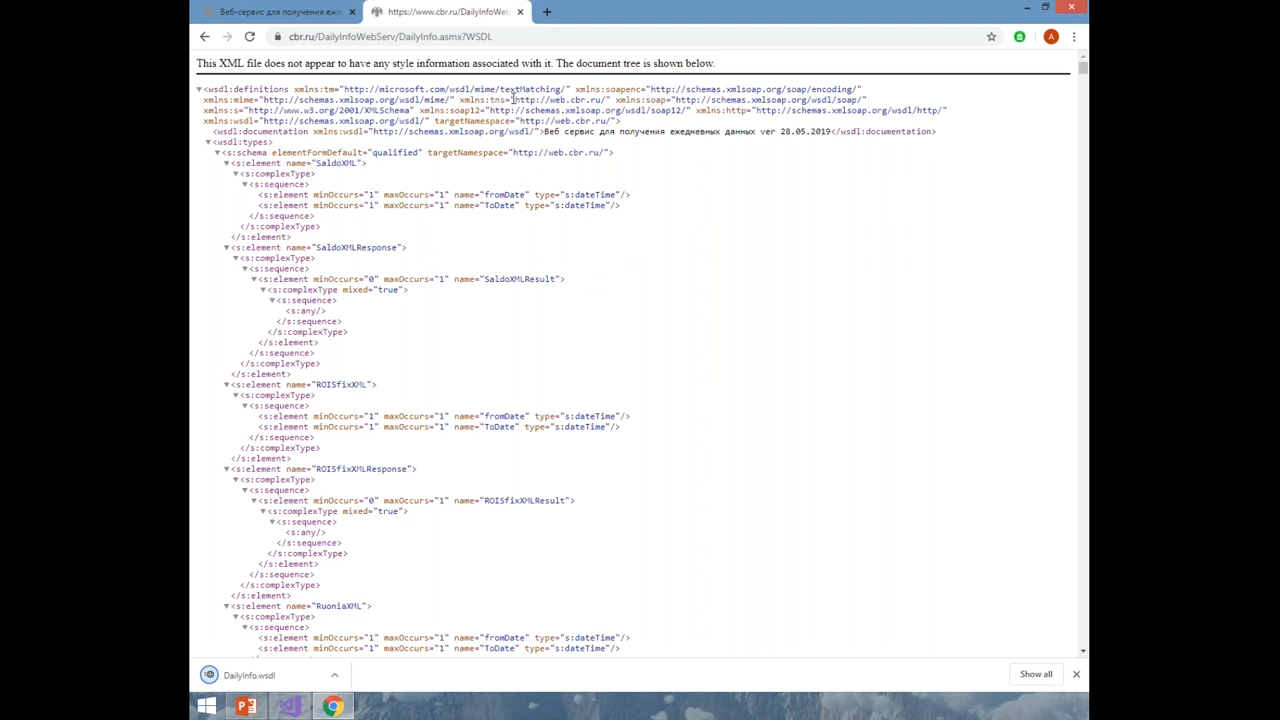 Веб-сервис для получения еже
https://www.cbr.ru/DailyInfoWeb
cbr.ru/DailyInfoWebServ/DailyInfo.asmx?WSDL
A
This XML file does not appear to have any style information associated with it. The document tree is shown below.
▼<wsdl:definitions xmlns:tm="http://microsoft.com/wsdl/mime/textMatching/" xmlns:soapenc="http://schemas.xmlsoap.org/soap/encoding/"
xmlns:mime="http://schemas.xmlsoap.org/wsdl/mime/" xmlns:tns="http://web.cbr.ru/" xmlns:soap="http://schemas.xmlsoap.org/wsdl/soap/"
xmlns:s="http://www.w3.org/2001/XMLSchema" xmlns:soap12="http://schemas.xmlsoap.org/wsdl/soap12/" xmlns:http="http://schemas.xmlsoap.org/wsdl/http/"
xmlns:wsdl="http://schemas.xmlsoap.org/wsdl/" targetNamespace="http://web.cbr.ru/">
<wsdl:documentation xmlns:wsdl="http://schemas.xmlsoap.org/wsdl/">Веб сервис для получения ежедневных данных ver 28.05.2019</wsdl:documentation>
▼<wsdl:types>
▼<s:schema elementFormDefault="qualified" targetNamespace="http://web.cbr.ru/">
▼<s:element name="SaldoXML">
▼<s:complexType>
▼<s:sequence>
<s:element minOccurs="1" maxOccurs="1" name="fromDate" type="s:dateTime"/>
<s:element minOccurs="1" maxOccurs="1" name="ToDate" type="s:dateTime"/>
</s:sequence>
</s:complexType>
</s:element>
▼<s:element name="SaldoXMLResponse">
▼<s:complexType>
▼<s:sequence>
▼<s:element minOccurs="0" maxOccurs="1" name="SaldoXMLResult">
▼<s:complexType mixed="true">
▼<s:sequence>
<s:any/>
</s:sequence>
</s:complexType>
</s:element>
</s:sequence>
</s:complexType>
</s:element>
▼<s:element name="ROISfixXML">
▼<s:complexType>
▼<s:sequence>
<s:element minOccurs="1" maxOccurs="1" name="fromDate" type="s:dateTime"/>
<s:element minOccurs="1" maxOccurs="1" name="ToDate" type="s:dateTime"/>
</s:sequence>
</s:complexType>
</s:element>
▼<s:element name="ROISfixXMLResponse">
▼<s:complexType>
▼<s:sequence>
▼<s:element minOccurs="0" maxOccurs="1" name="ROISfixXMLResult">
▼<s:complexType mixed="true">
▼<s:sequence>
<s:any/>
</s:sequence>
</s:complexType>
</s:element>
</s:sequence>
</s:complexType>
</s:element>
▼<s:element name="RuoniaXML">
▼<s:complexType>
▼<s:sequence>
<s:element minOccurs="1" maxOccurs="1" name="fromDate" type="s:dateTime"/>
<s:element minOccurs="1" maxOccurs="1" name="ToDate" type="s:dateTime"/>
DailyInfo.wsdl
Show all